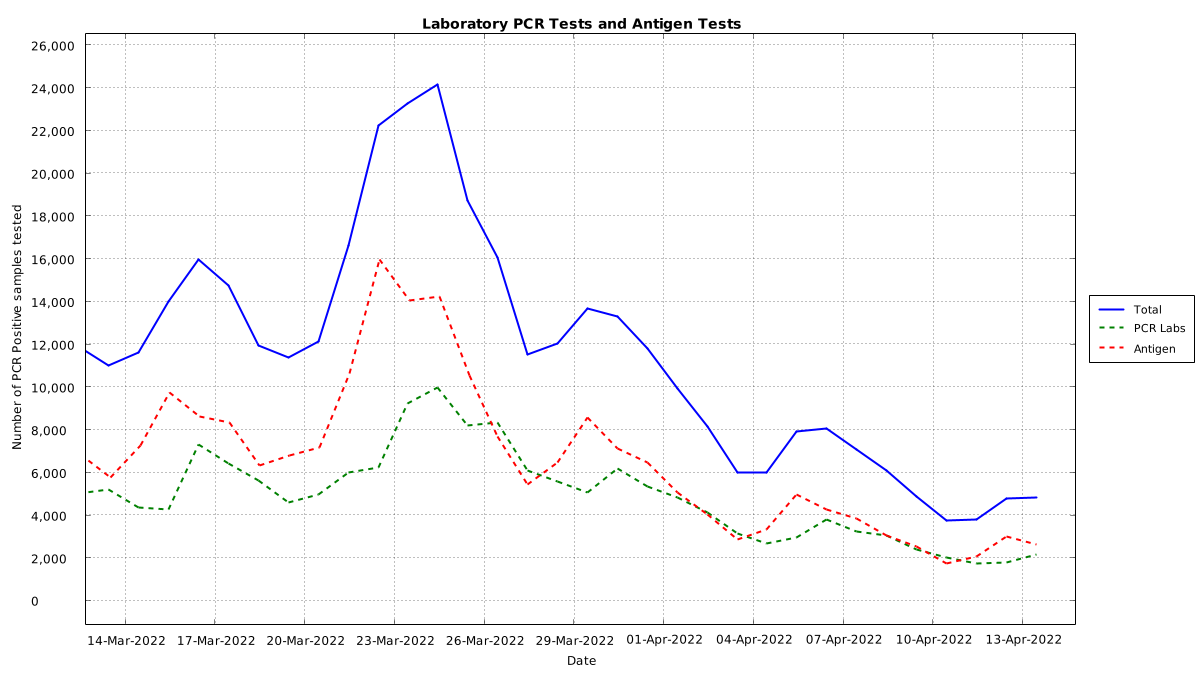 Laboratory PCR Tests and Antigen Tests
26,000
24,000
22,000
20,000
18,000
16,000
14,000
12,000
10,000
8,000
6,000
4,000
2,000
0
Number of PCR Positive samples tested
14-Mar-2022 17-Mar-2022 20-Mar-2022 23-Mar-2022 26-Mar-2022 29-Mar-2022 01-Apr-2022 04-Apr-2022 07-Apr-2022 10-Apr-2022 13-Apr-2022
Date
Total
PCR Labs
Antigen